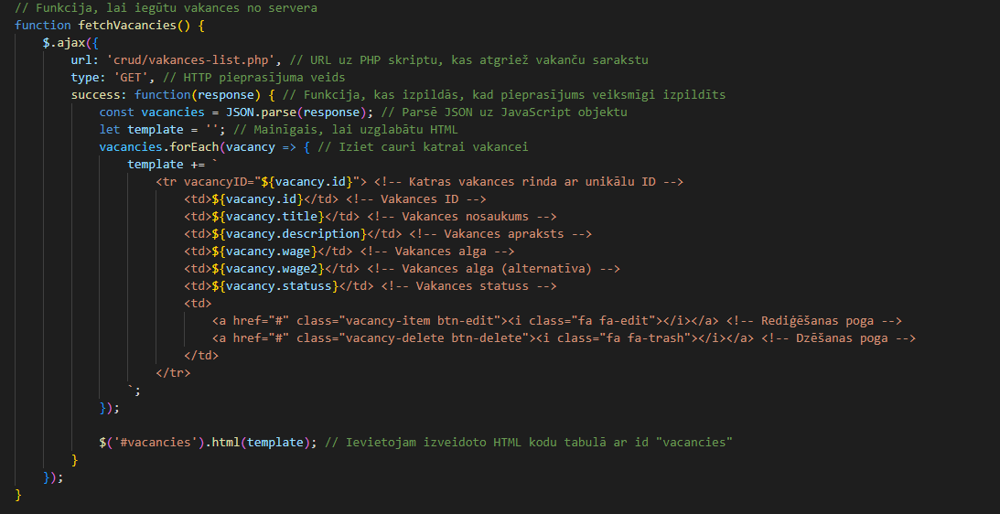 // Funkcija, lai iegūtu vakances no servera
function fetchVacancies() {
    $.ajax({
        url: 'crud/vakances-list.php', // URL uz PHP skriptu, kas atgriež vakanču sarakstu
        type: 'GET', // HTTP pieprasījuma veids
        success: function(response) { // Funkcija, kas izpildās, kad pieprasījums veiksmīgi izpildīts
            const vacancies = JSON.parse(response); // Parsē JSON uz JavaScript objektu
            let template = ''; // Mainīgais, lai uzglabātu HTML
            vacancies.forEach(vacancy => { // Iziet cauri katrai vakancei
                template += `
                    <tr vacancyID="${vacancy.id}"> <!-- Katras vakances rinda ar unikālu ID -->
                        <td>${vacancy.id}</td> <!-- Vakances ID -->
                        <td>${vacancy.title}</td> <!-- Vakances nosaukums -->
                        <td>${vacancy.description}</td> <!-- Vakances apraksts -->
                        <td>${vacancy.wage}</td> <!-- Vakances alga -->
                        <td>${vacancy.wage2}</td> <!-- Vakances alga (alternatīva) -->
                        <td>${vacancy.statuss}</td> <!-- Vakances statuss -->
                        <td>
                            <a href="#" class="vacancy-item btn-edit"><i class="fa fa-edit"></i></a> <!-- Rediģēšanas poga -->
                            <a href="#" class="vacancy-delete btn-delete"><i class="fa fa-trash"></i></a> <!-- Dzēšanas poga -->
                        </td>
                    </tr>
                `;
            });

            $('#vacancies').html(template); // Ievietojam izveidoto HTML kodu tabulā ar id "vacancies"
        }
    });
}